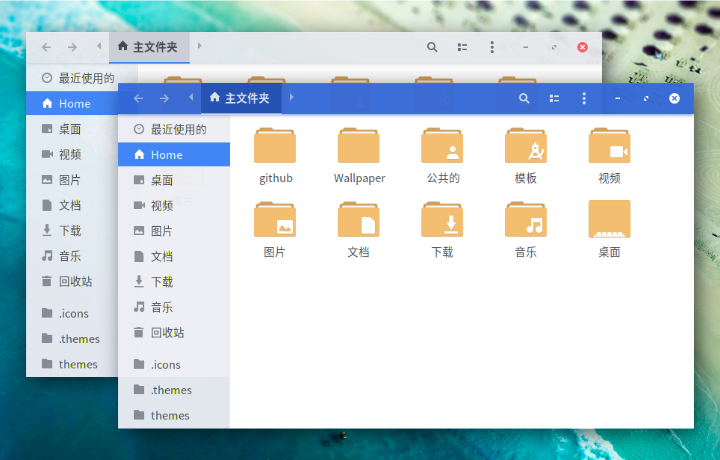 主文件夹
最近使用的
Home
桌面
视频
图片
文档
下载
音乐
回收站
.icons
.themes
themes
主文件夹
最近使用的
Home
桌面
视频
图片
文档
下载
音乐
回收站
.icons
.themes
themes
github Wallpaper 公共的 模板 视频
图片 文档 下载 音乐 桌面